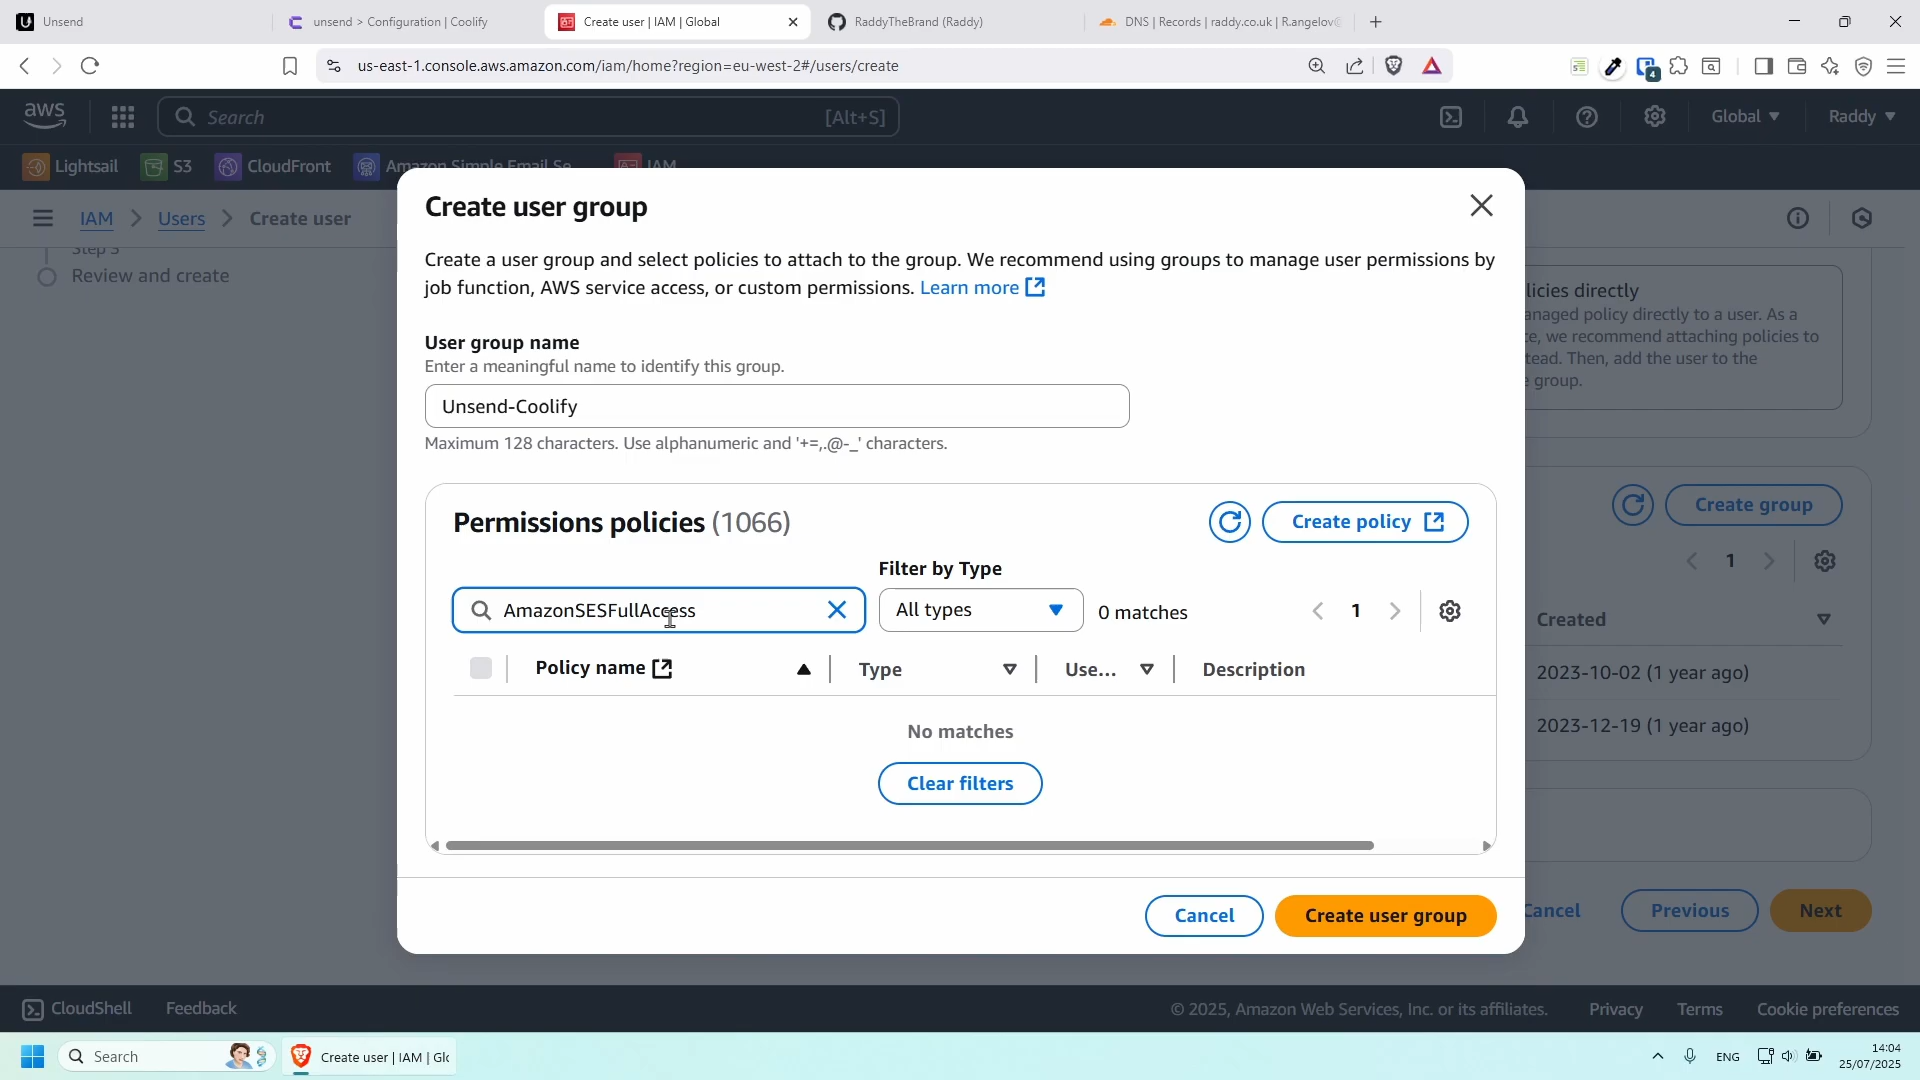 Unsend
unsend > Configuration | Coolify
Create user | IAM | Global
RaddyTheBrand (Raddy)
DNS | Records | raddy.co.uk | R.angelov@
us-east-1.console.aws.amazon.com/iam/home?region=eu-west-2#/users/create
4
aws
Search
[Alt+S]
Global
Raddy
Lightsail
S3
CloudFront
Amazon Simple Email Se
IAM
IAM
Users
Create user
Step 3
Review and create
Create user group
Create a user group and select policies to attach to the group. We recommend using groups to manage user permissions by
job function, AWS service access, or custom permissions. Learn more
User group name
Enter a meaningful name to identify this group.
Unsend-Coolify
Maximum 128 characters. Use alphanumeric and '+=,.@-_' characters.
Permissions policies (1066)
Create policy
Filter by Type
AmazonSESFullAccess
All types
0 matches
1
Policy name
Type
Use...
Description
No matches
Clear filters
Cancel
Create user group
licies directly
anaged policy directly to a user. As a
ce, we recommend attaching policies to
tead. Then, add the user to the
e group.
Create group
1
Created
2023-10-02 (1 year ago)
2023-12-19 (1 year ago)
Cancel
Previous
Next
CloudShell
Feedback
© 2025, Amazon Web Services, Inc. or its affiliates.
Privacy
Terms
Cookie preferences
Search
Create user | IAM | Glo
ENG
14:04
25/07/2025